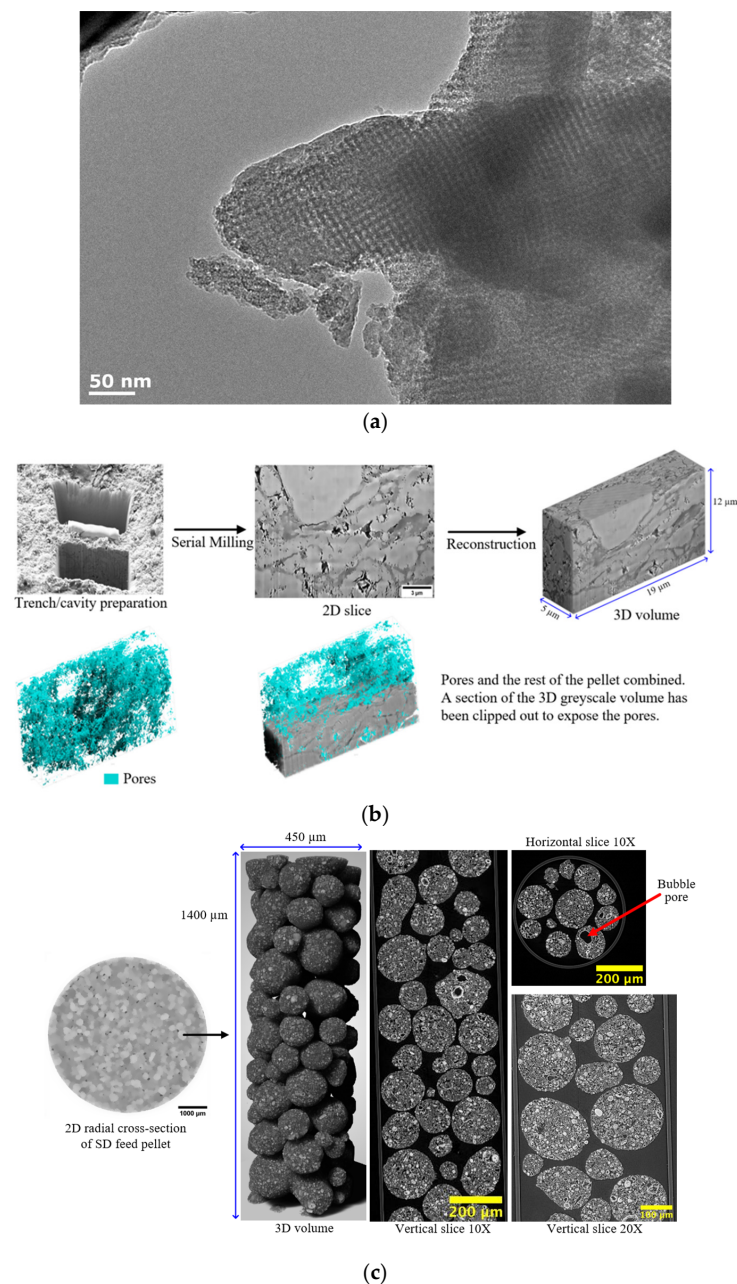 50 nm
(a)
Serial Milling
Reconstruction
12 µm
19 µm
5 µm
3 µm
Trench/cavity preparation
2D slice
3D volume
Pores and the rest of the pellet combined.
A section of the 3D greyscale volume has
been clipped out to expose the pores.
Pores
(b)
450 µm
Horizontal slice 10X
Bubble
pore
1400 µm
200 µm
1000 µm
2D radial cross-section
of SD feed pellet
200 µm
100 µm
3D volume
Vertical slice 10X
Vertical slice 20X
(c)